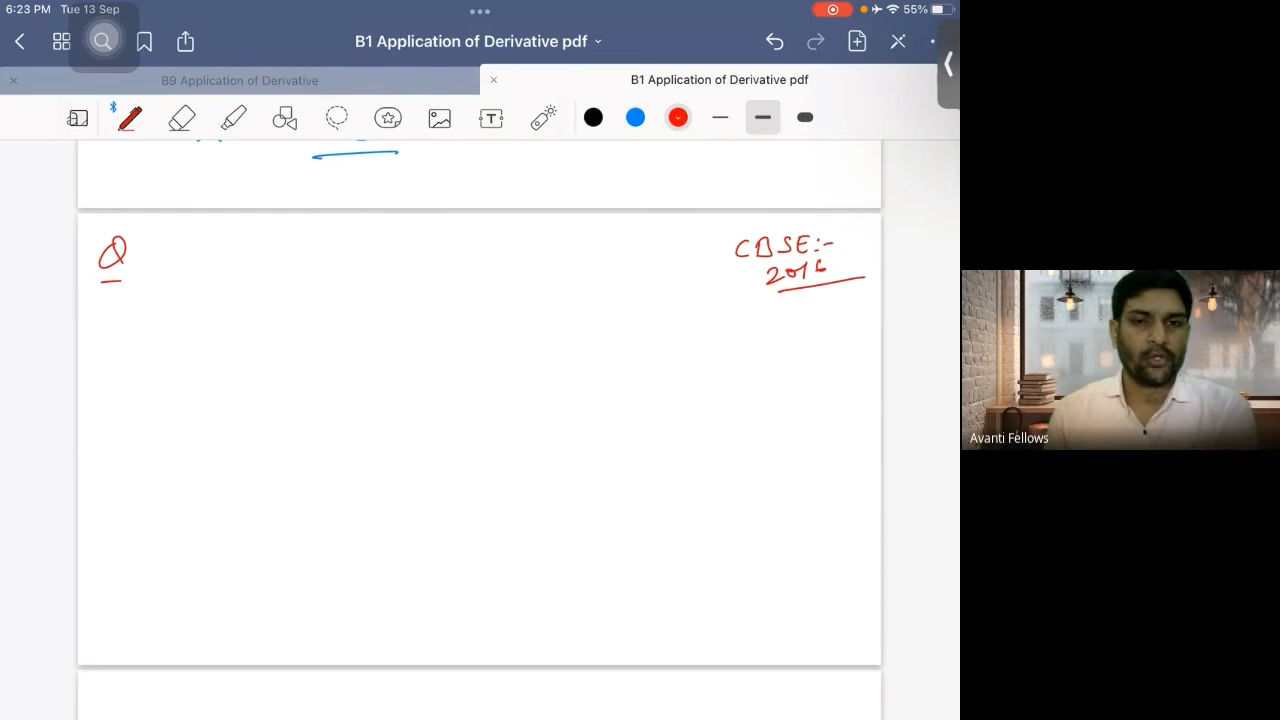 6:23 PM Tue 13 Sep
55%
B1 Application of Derivative pdf
B9 Application of Derivative
B1 Application of Derivative pdf
T
Q
CBSE:-
2016
Avanti Fellows